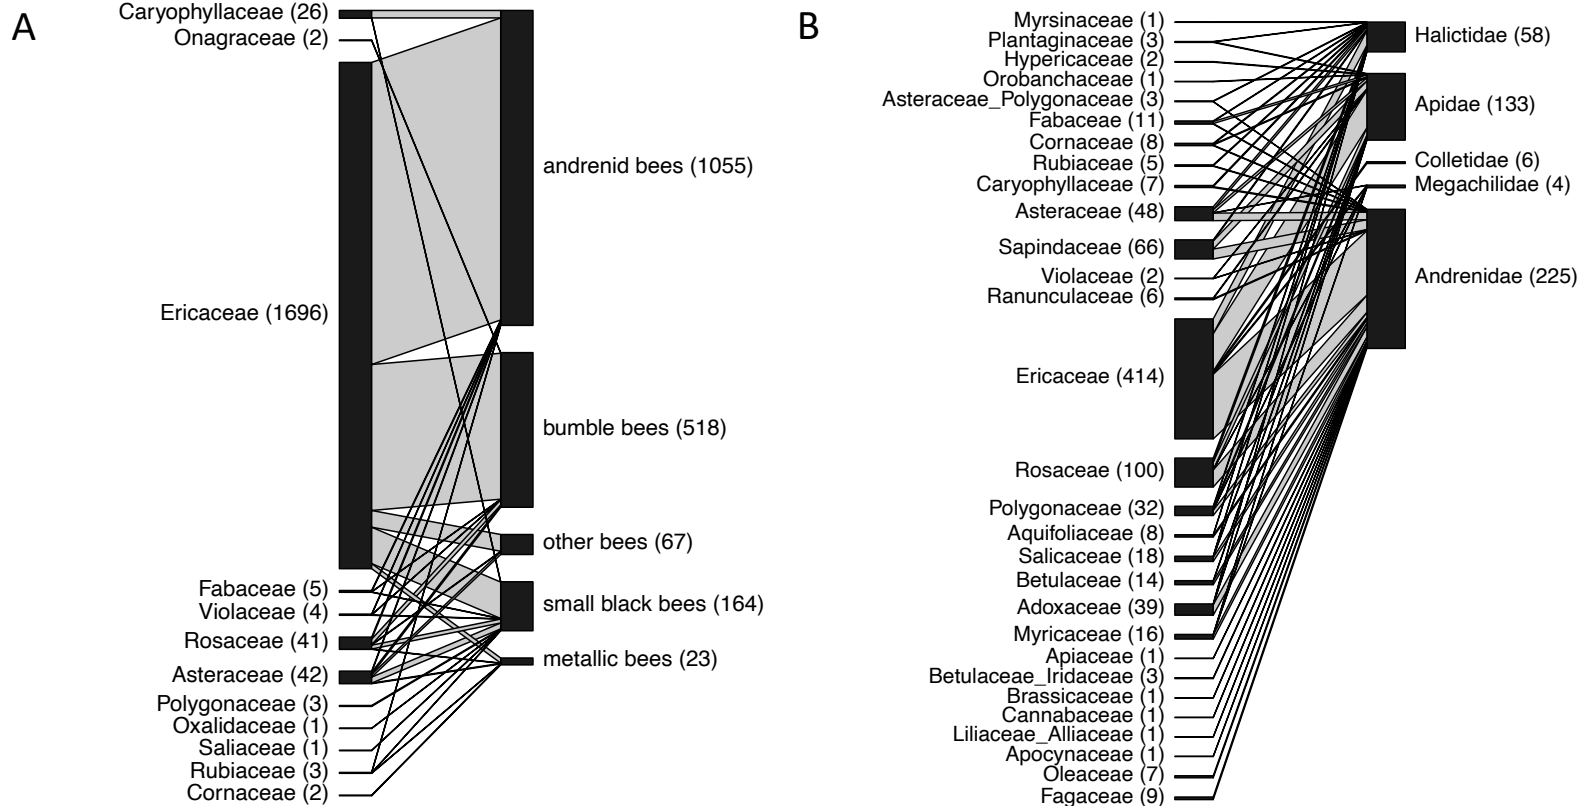 A
Caryophyllaceae (26)
Onagraceae (2)
Ericaceae (1696)
Fabaceae (5)
Violaceae (4)
Rosaceae (41)
Asteraceae (42)
Polygonaceae (3)
Oxalidaceae (1)
Saliaceae (1)
Rubiaceae (3)
Cornaceae (2)
andrenid bees (1055)
bumble bees (518)
other bees (67)
small black bees (164)
metallic bees (23)
B
Myrsinaceae (1)
Plantaginaceae (3)
Hypericaceae (2)
Orobanchaceae (1)
Asteraceae_Polygonaceae (3)
Fabaceae (11)
Cornaceae (8)
Rubiaceae (5)
Caryophyllaceae (7)
Asteraceae (48)
Sapindaceae (66)
Violaceae (2)
Ranunculaceae (6)
Ericaceae (414)
Rosaceae (100)
Polygonaceae (32)
Aquifoliaceae (8)
Salicaceae (18)
Betulaceae (14)
Adoxaceae (39)
Myricaceae (16)
Apiaceae (1)
Betulaceae_Iridaceae (3)
Brassicaceae (1)
Cannabaceae (1)
Liliaceae_Alliaceae (1)
Apocynaceae (1)
Oleaceae (7)
Fagaceae (9)
Halictidae (58)
Apidae (133)
Colletidae (6)
Megachilidae (4)
Andrenidae (225)